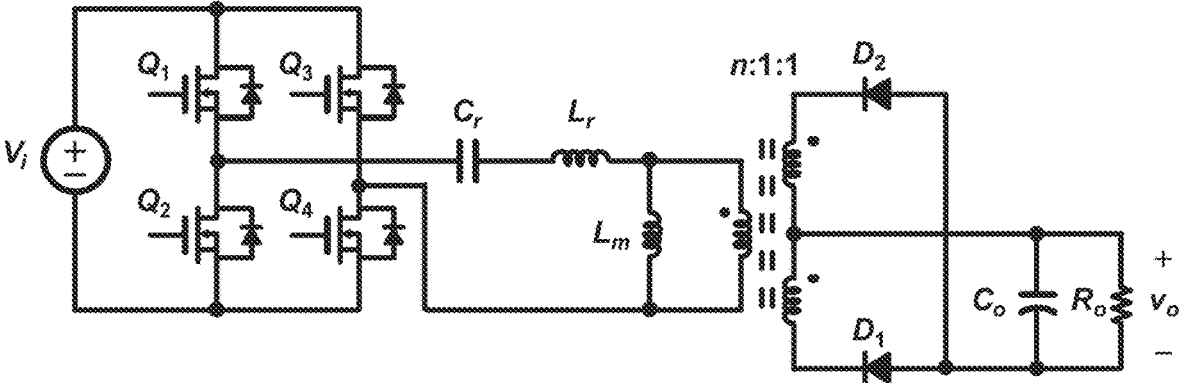 Q1
Q3
n:1:1
D2
Cr
Lr
Vi
+
−
Q2
Q4
Lm
Co
Ro
+
vo
−
D1